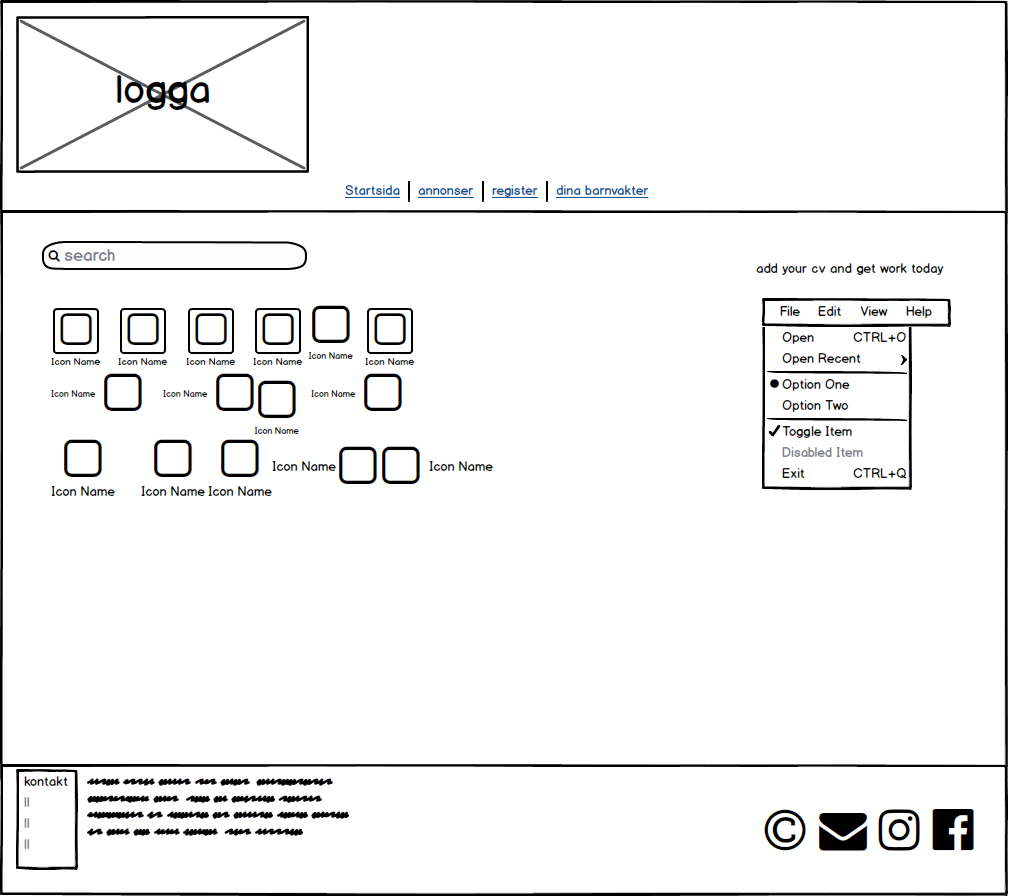 logga
Startsida annonser register dina barnvakter
search
add your cv and get work today
File Edit View Help
Open CTRL+O
Open Recent
Option One
Option Two
Toggle Item
Disabled Item
Exit CTRL+Q
Icon Name Icon Name Icon Name Icon Name Icon Name Icon Name
Icon Name Icon Name Icon Name
Icon Name
Icon Name Icon Name
Icon Name Icon Name Icon Name
kontakt
||
||
||